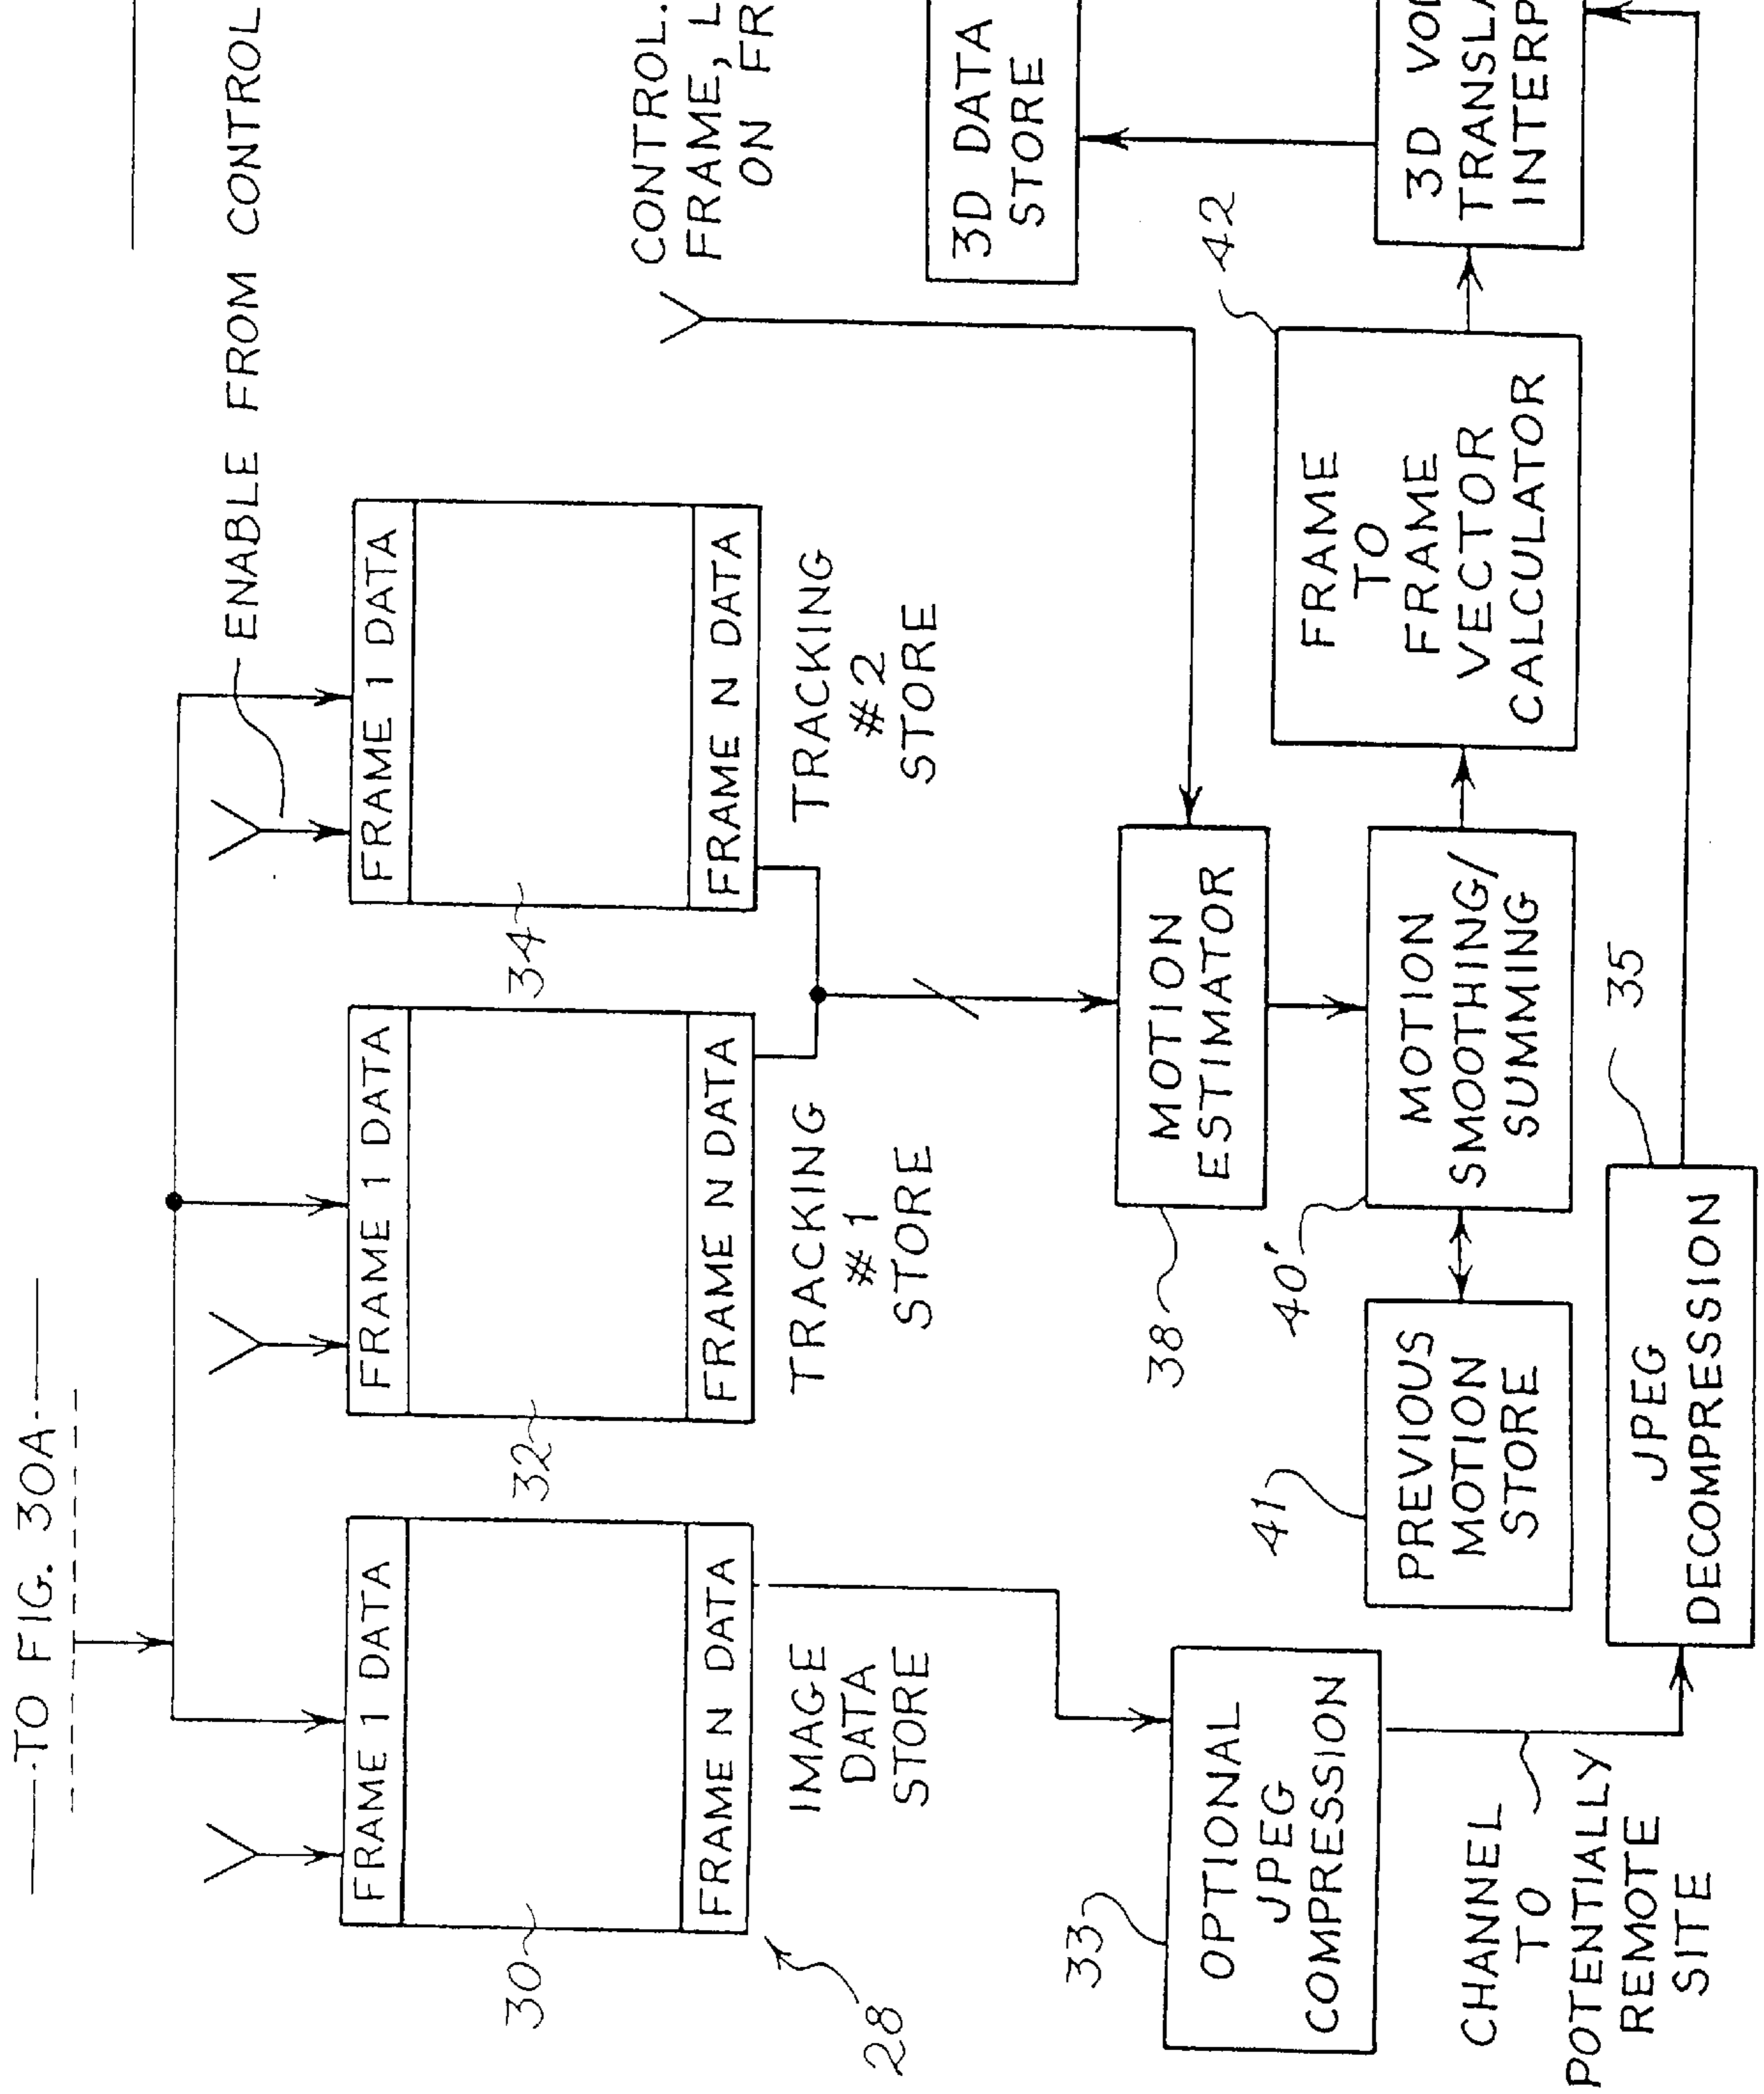 TO FIG. 30A
ENABLE FROM CONTROL
FRAME 1 DATA
FRAME N DATA
30
IMAGE
DATA
STORE
28
FRAME 1 DATA
FRAME N DATA
32
TRACKING
#1
STORE
FRAME 1 DATA
FRAME N DATA
34
TRACKING
#2
STORE
CONTROL.
FRAME, L
ON FR
3D DATA
STORE
MOTION
ESTIMATOR
38
33
OPTIONAL
JPEG
COMPRESSION
41
PREVIOUS
MOTION
STORE
40'
MOTION
SMOOTHING/
SUMMING
FRAME
TO
FRAME
VECTOR
CALCULATOR
42
3D VOL
TRANSLA
INTERP
CHANNEL
TO
POTENTIALLY
REMOTE
SITE
JPEG
DECOMPRESSION
35